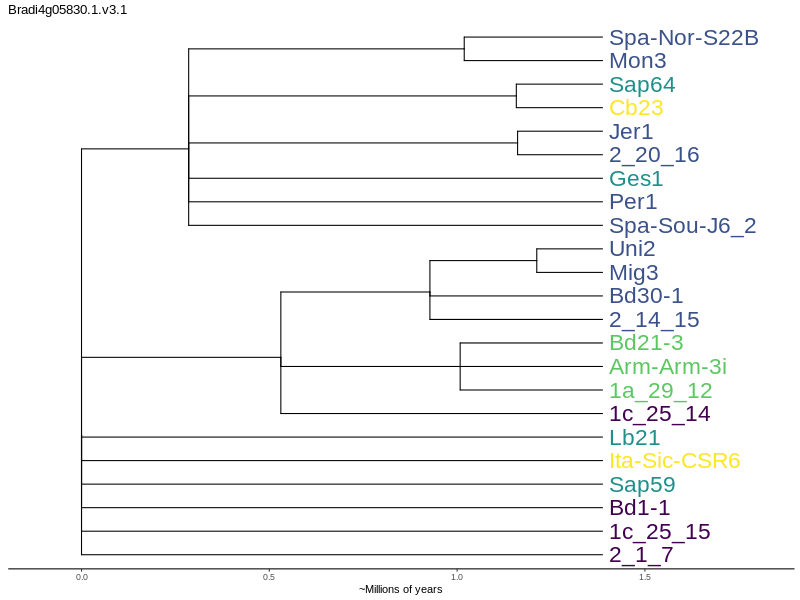 Bradi4g05830.1.v3.1
Spa-Nor-S22B
Mon3
Sap64
Cb23
Jer1
2_20_16
Ges1
Per1
Spa-Sou-J6_2
Uni2
Mig3
Bd30-1
2_14_15
Bd21-3
Arm-Arm-3i
1a_29_12
1c_25_14
Lb21
Ita-Sic-CSR6
Sap59
Bd1-1
1c_25_15
2_1_7
0.0 0.5 1.0 1.5
~Millions of years